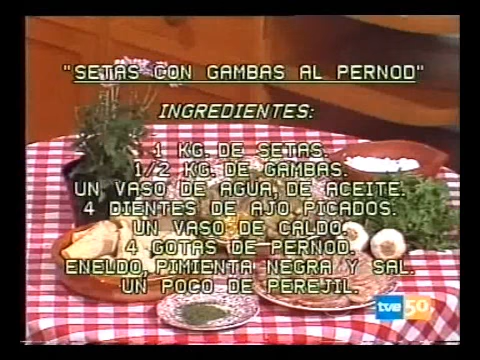 "SETAS CON GAMBAS AL PERNOD"
INGREDIENTES:
1 KG. DE SETAS.
1/2 KG. DE GAMBAS.
UN VASO DE AGUA, DE ACEITE.
4 DIENTES DE AJO PICADOS.
UN VASO DE CALDO.
4 GOTAS DE PERNOD.
ENELDO, PIMIENTA NEGRA Y SAL.
UN POCO DE PEREJIL.
tve 50